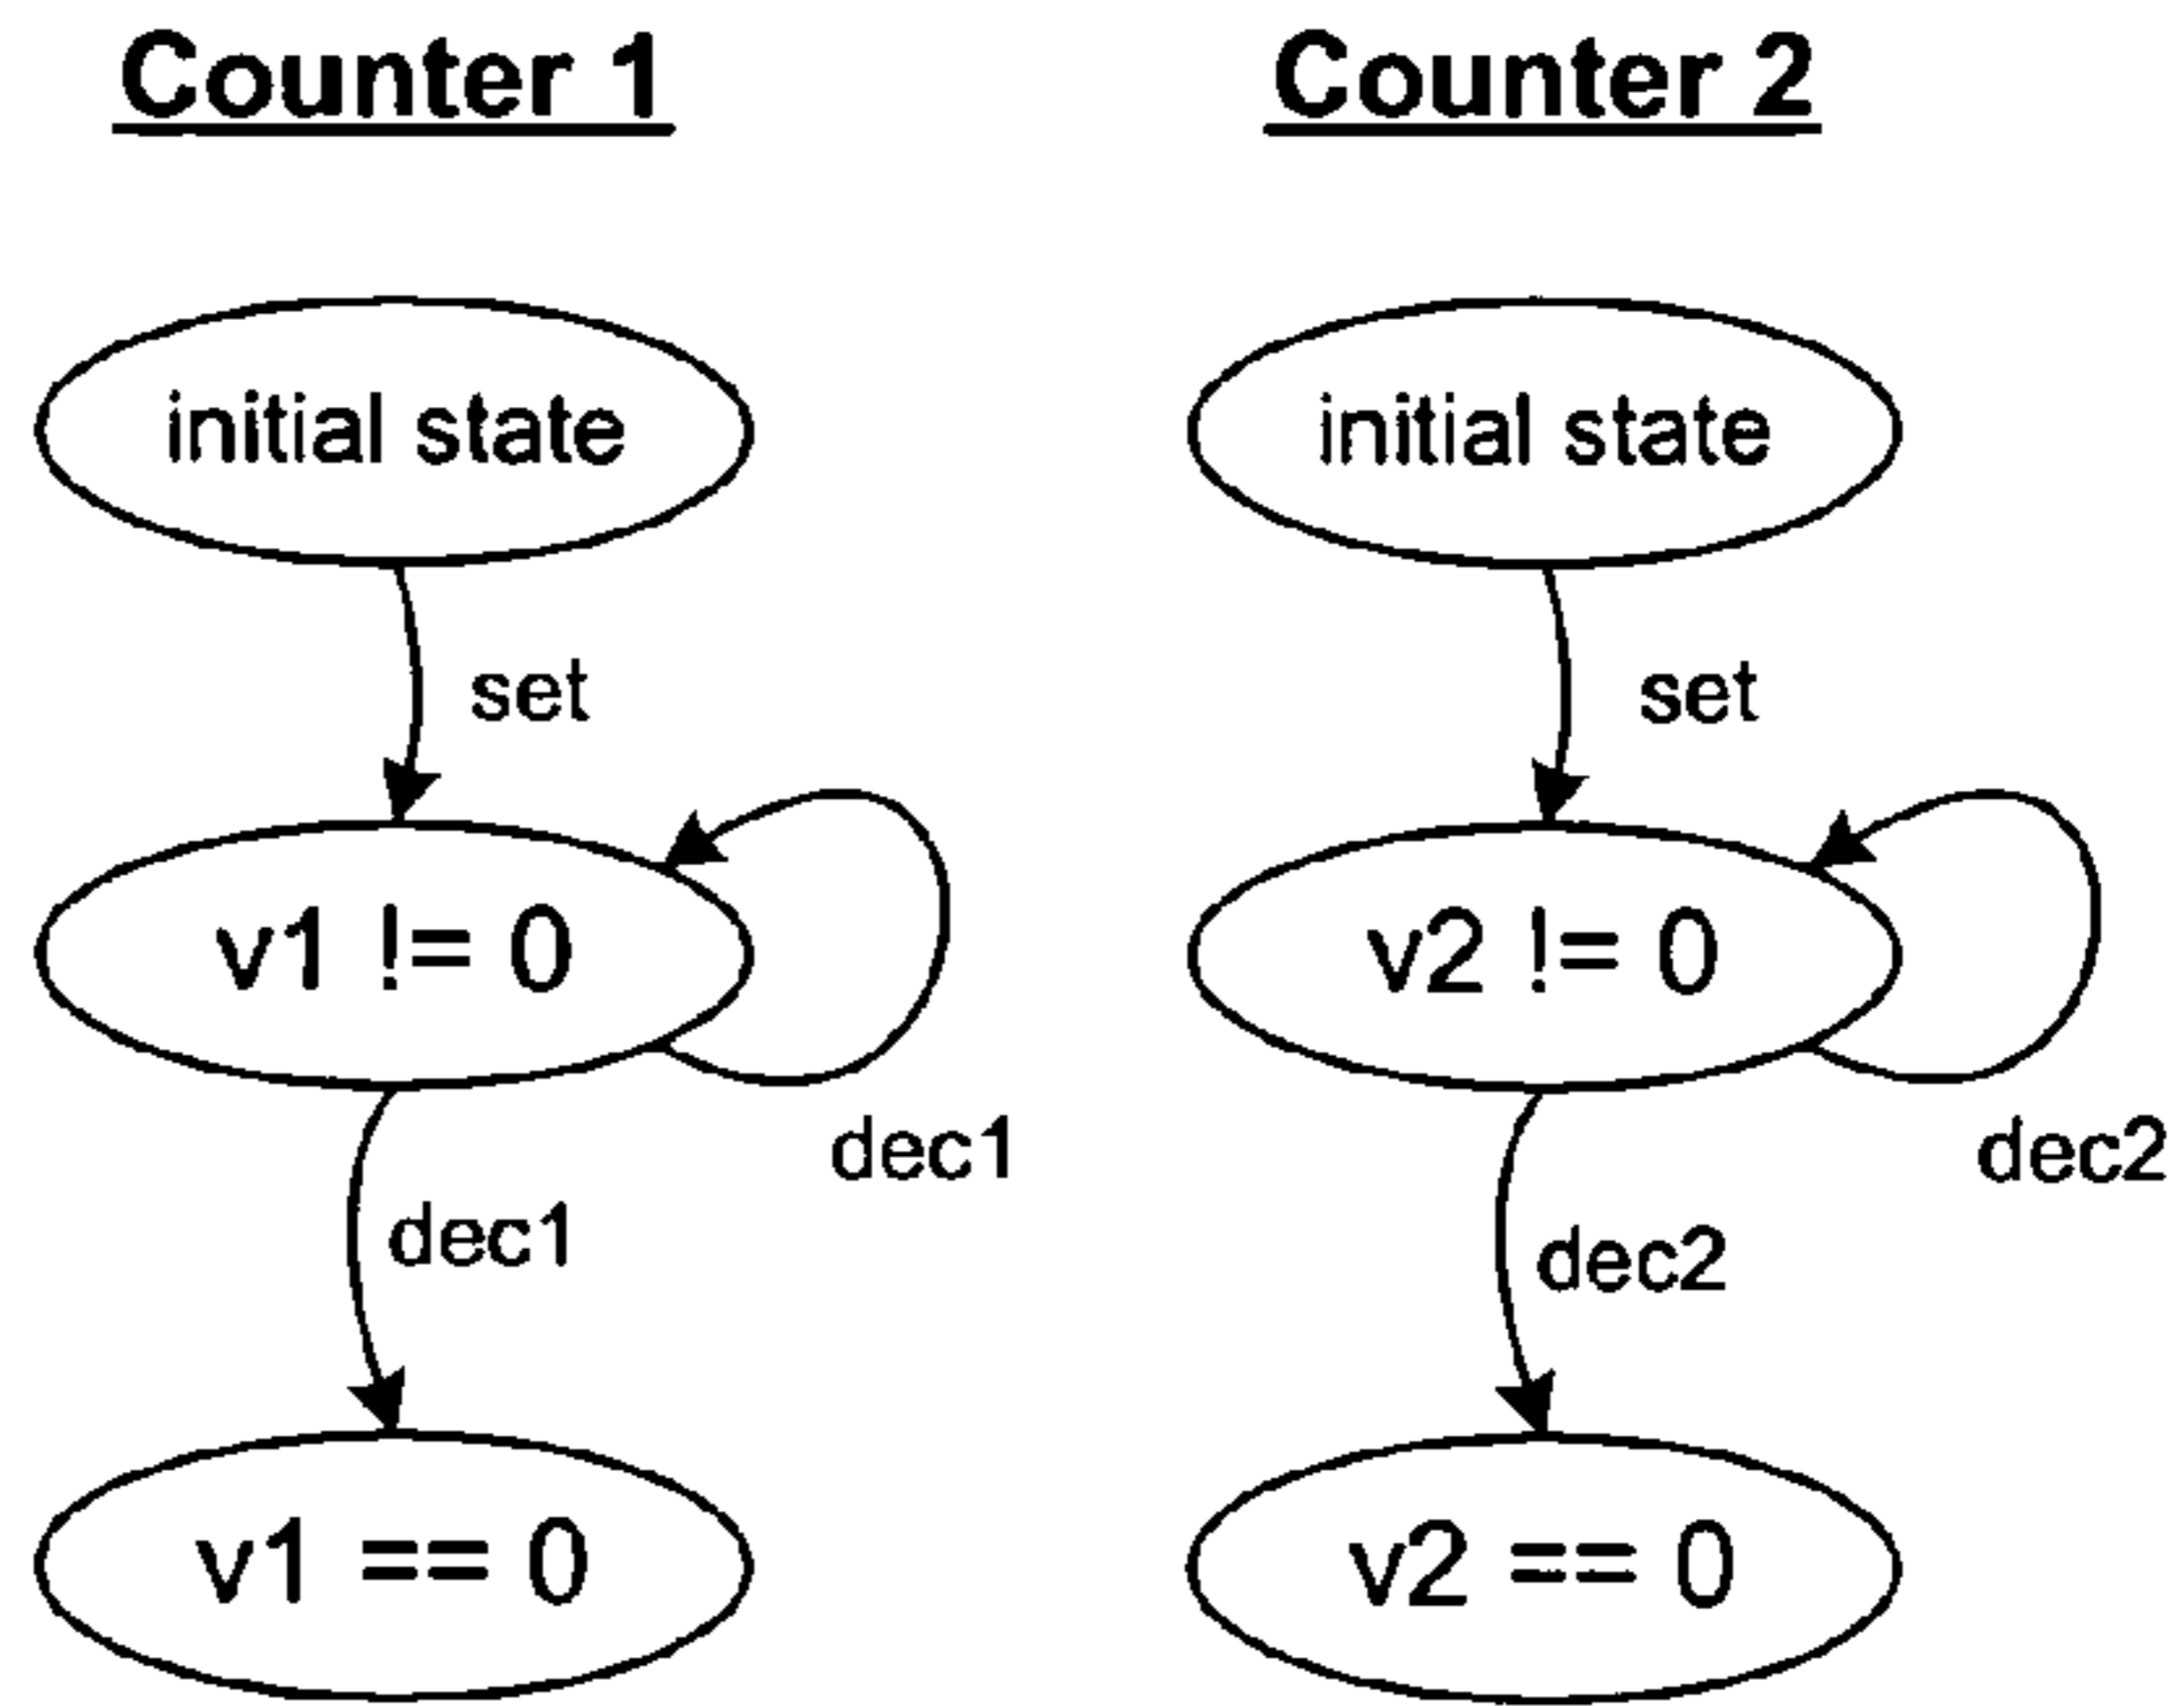 Counter 1
initial state
set
v1 != 0
dec1
dec1
v1 == 0
Counter 2
initial state
set
v2 != 0
dec2
dec2
v2 == 0